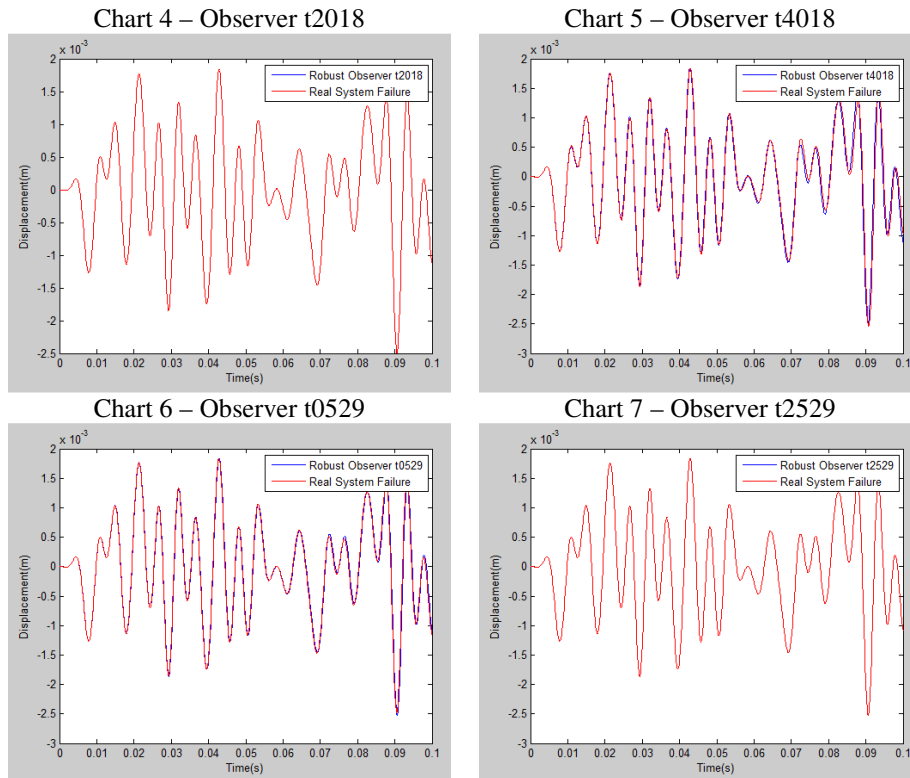 Chart 4 – Observer t2018
x 10⁻³
2
1.5
1
0.5
0
-0.5
-1
-1.5
-2
-2.5
Displacement(m)
Robust Observer t2018
Real System Failure
0 0.01 0.02 0.03 0.04 0.05 0.06 0.07 0.08 0.09 0.1
Time(s)
Chart 5 – Observer t4018
x 10⁻³
2
1.5
1
0.5
0
-0.5
-1
-1.5
-2
-2.5
-3
Displacement(m)
Robust Observer t4018
Real System Failure
0 0.01 0.02 0.03 0.04 0.05 0.06 0.07 0.08 0.09 0.1
Time(s)
Chart 6 – Observer t0529
x 10⁻³
2
1.5
1
0.5
0
-0.5
-1
-1.5
-2
-2.5
-3
Displacement(m)
Robust Observer t0529
Real System Failure
0 0.01 0.02 0.03 0.04 0.05 0.06 0.07 0.08 0.09 0.1
Time(s)
Chart 7 – Observer t2529
x 10⁻³
2
1.5
1
0.5
0
-0.5
-1
-1.5
-2
-2.5
-3
Displacement(m)
Robust Observer t2529
Real System Failure
0 0.01 0.02 0.03 0.04 0.05 0.06 0.07 0.08 0.09 0.1
Time(s)